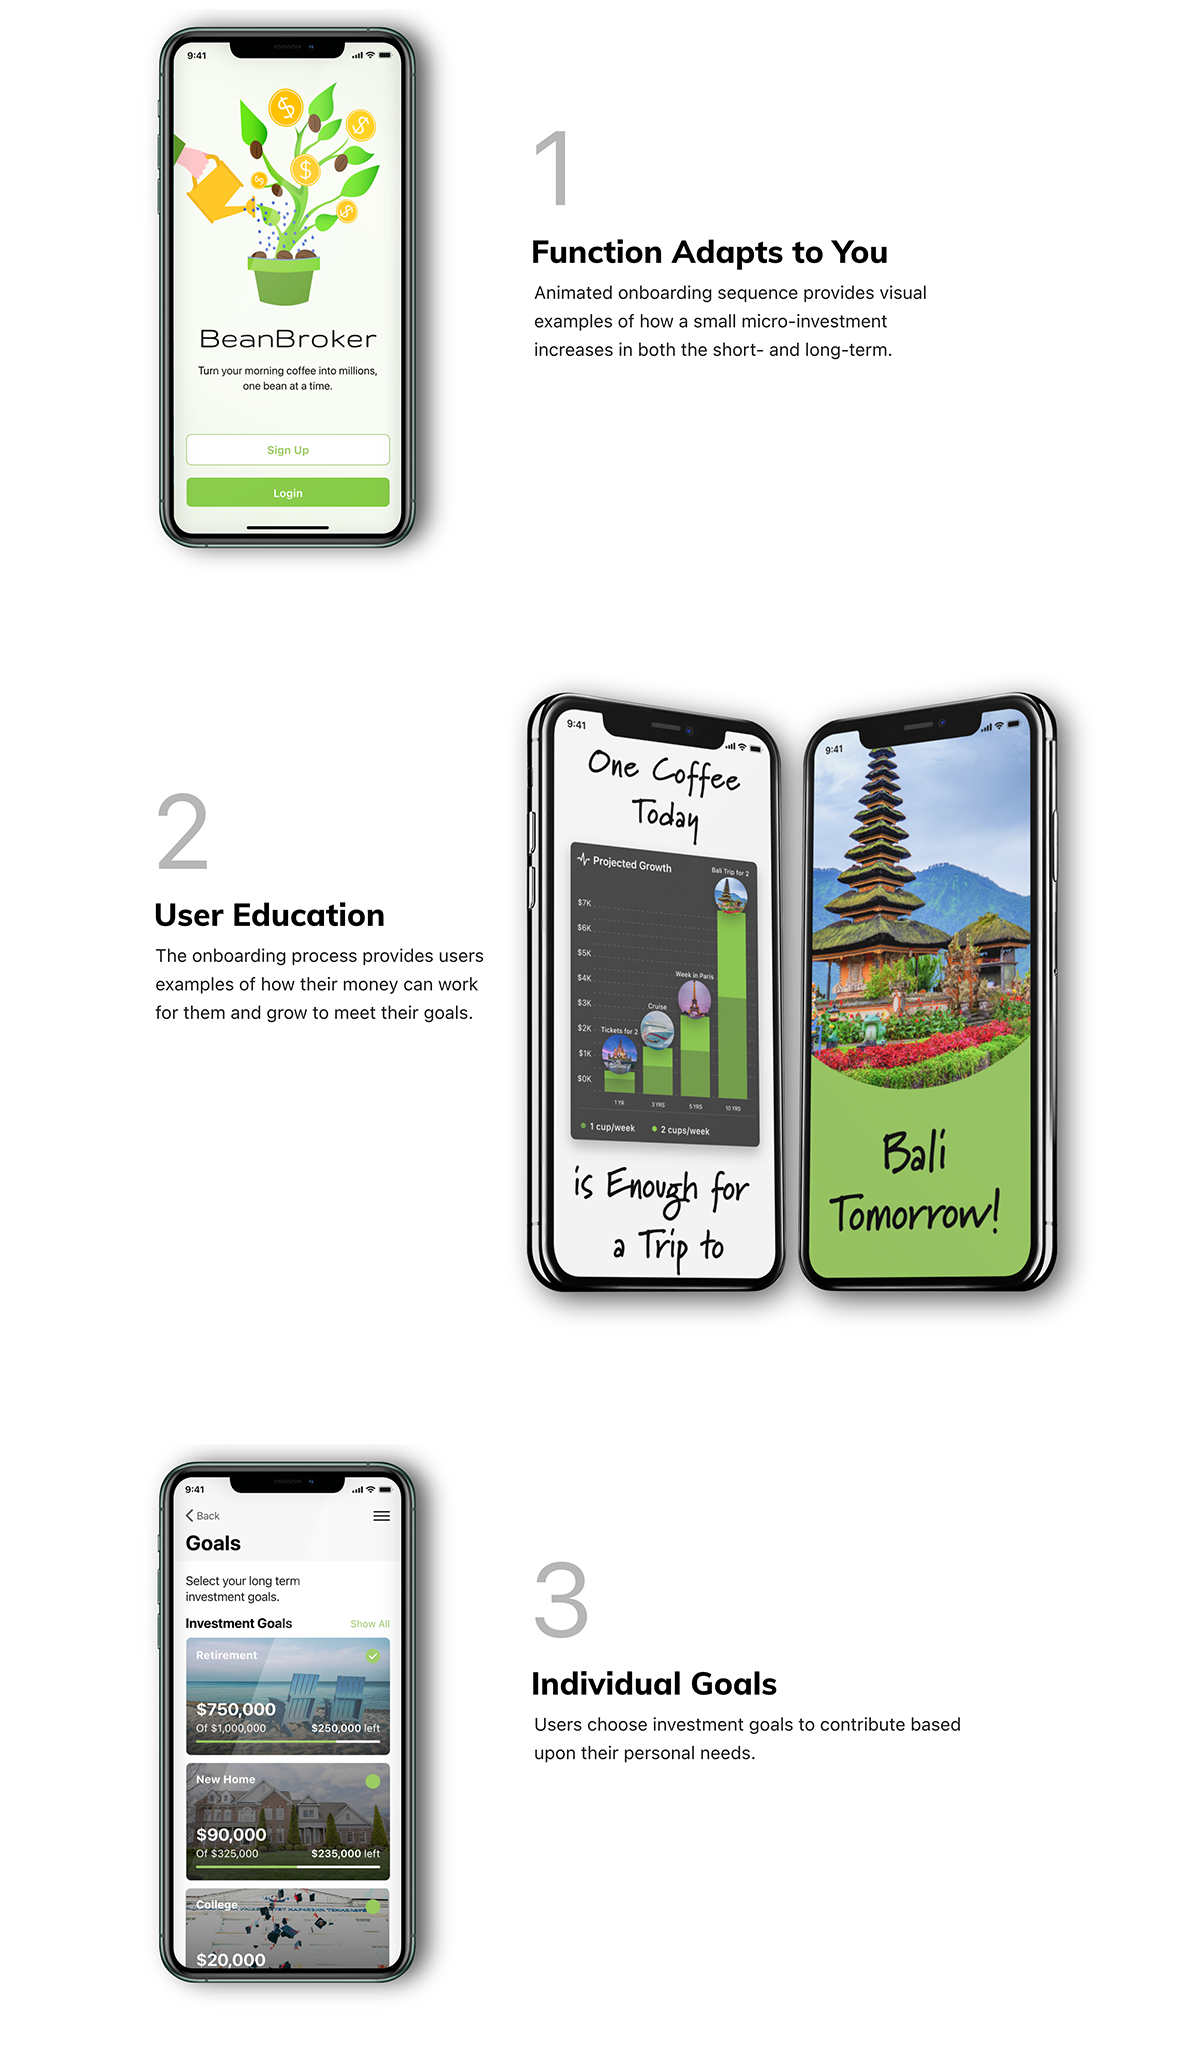 9:41
BeanBroker
Turn your morning coffee into millions,
one bean at a time.
Sign Up
Login
1
Function Adapts to You
Animated onboarding sequence provides visual
examples of how a small micro-investment
increases in both the short- and long-term.
2
User Education
The onboarding process provides users
examples of how their money can work
for them and grow to meet their goals.
9:41
One Coffee
Today
Projected Growth
Bali Trip for 2
$7K
$6K
$5K
$4K
Week in Paris
$3K
Cruise
$2K
Tickets for 2
$1K
$0K
1 YR
3 YRS
5 YRS
10 YRS
1 cup/week
2 cups/week
is Enough for
a Trip to
9:41
Bali
Tomorrow!
9:41
Back
Goals
Select your long term
investment goals.
Investment Goals
Show All
Retirement
$750,000
Of $1,000,000
$250,000 left
New Home
$90,000
Of $325,000
$235,000 left
College
$20,000
3
Individual Goals
Users choose investment goals to contribute based
upon their personal needs.